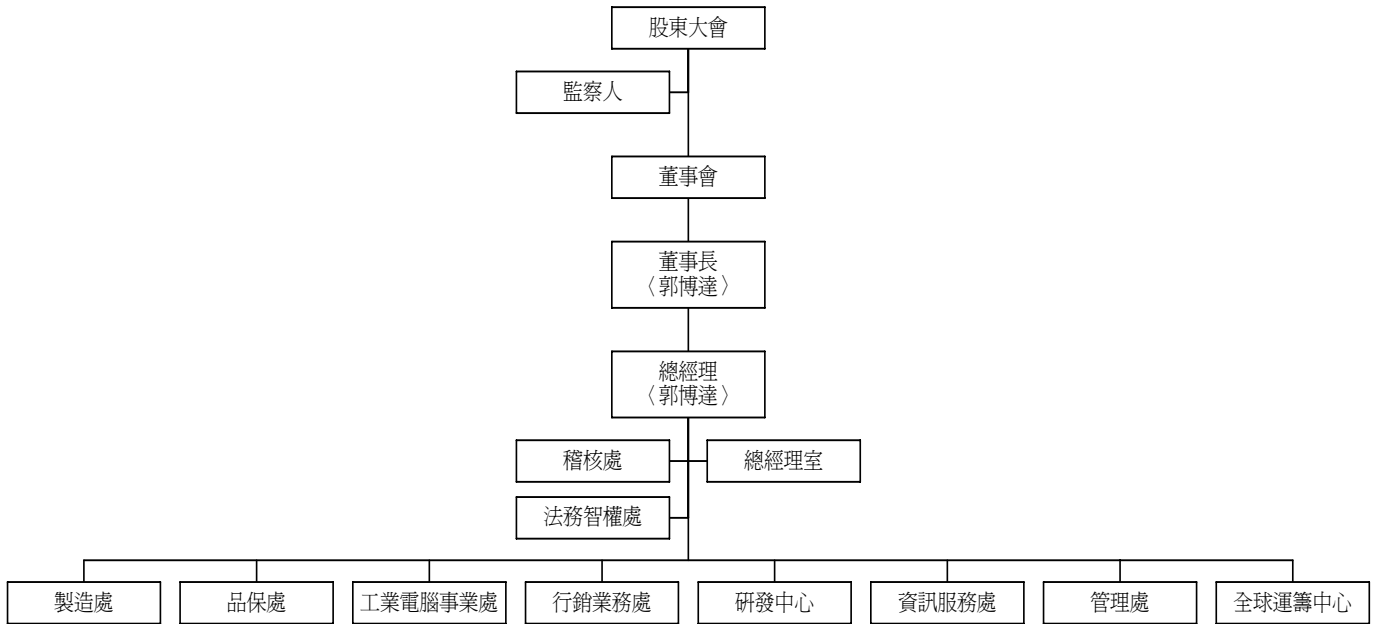 股東大會
監察人
董事會
董事長
〈郭博達〉
總經理
〈郭博達〉
稽核處
總經理室
法務智權處
製造處
品保處
工業電腦事業處
行銷業務處
研發中心
資訊服務處
管理處
全球運籌中心